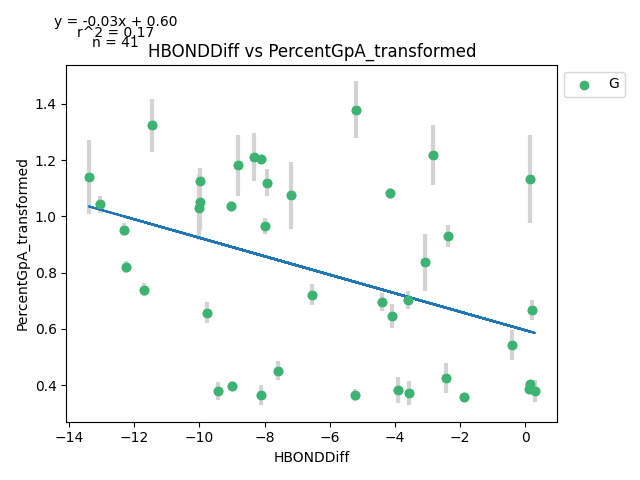 y = -0.03x + 0.60
r^2 = 0.17
n = 41
HBONDDiff vs PercentGpA_transformed
G
PercentGpA_transformed
1.4
1.2
1.0
0.8
0.6
0.4
−14 −12 −10 −8 −6 −4 −2 0
HBONDDiff